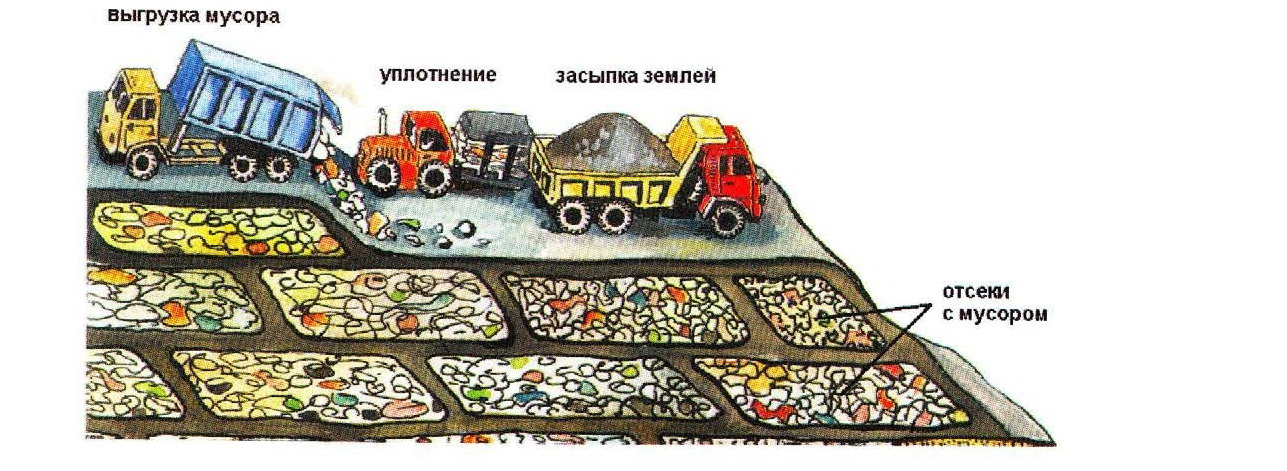 выгрузка мусора
уплотнение
засыпка землей
отсеки
с мусором